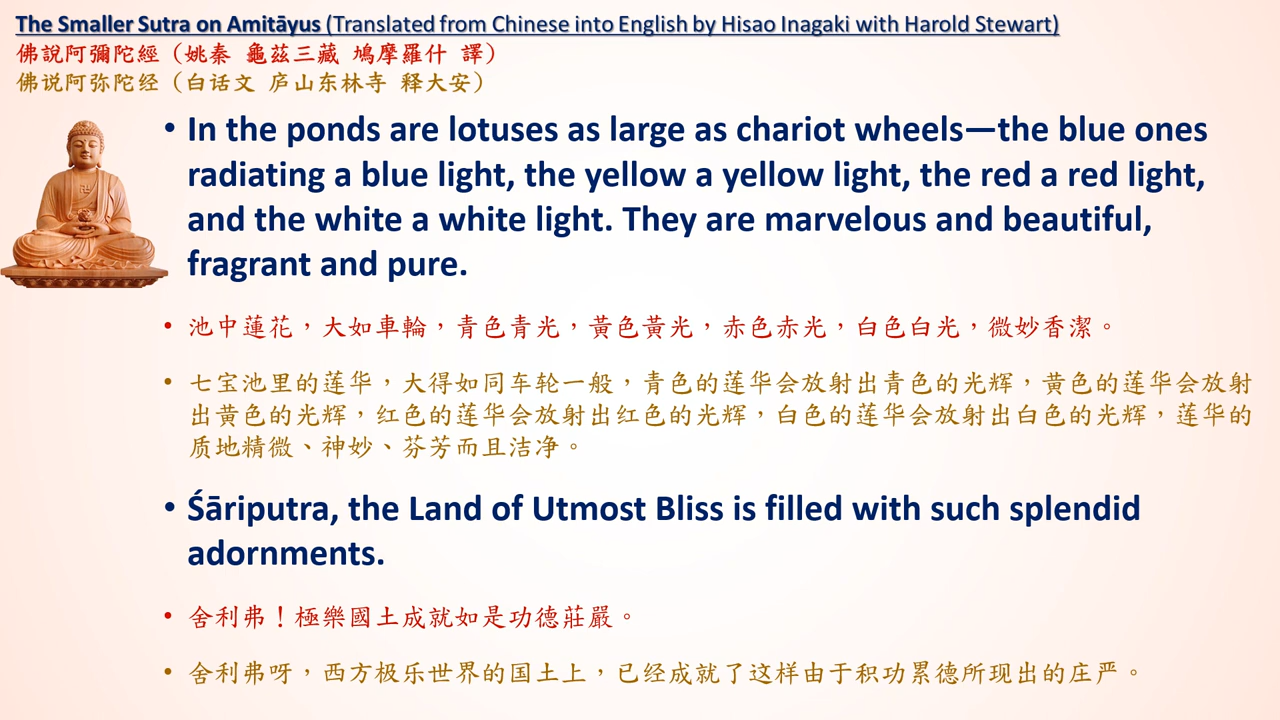 The Smaller Sutra on Amitāyus (Translated from Chinese into English by Hisao Inagaki with Harold Stewart)
佛說阿彌陀經（姚秦 龜茲三藏 鳩摩羅什 譯）
佛说阿弥陀经（白话文 庐山东林寺 释大安）
• In the ponds are lotuses as large as chariot wheels—the blue ones
radiating a blue light, the yellow a yellow light, the red a red light,
and the white a white light. They are marvelous and beautiful,
fragrant and pure.
• 池中蓮花，大如車輪，青色青光，黃色黃光，赤色赤光，白色白光，微妙香潔。
• 七宝池里的莲华，大得如同车轮一般，青色的莲华会放射出青色的光辉，黄色的莲华会放射
出黄色的光辉，红色的莲华会放射出红色的光辉，白色的莲华会放射出白色的光辉，莲华的
质地精微、神妙、芬芳而且洁净。
• Śāriputra, the Land of Utmost Bliss is filled with such splendid
adornments.
• 舍利弗！極樂國土成就如是功德莊嚴。
• 舍利弗呀，西方极乐世界的国土上，已经成就了这样由于积功累德所现出的庄严。